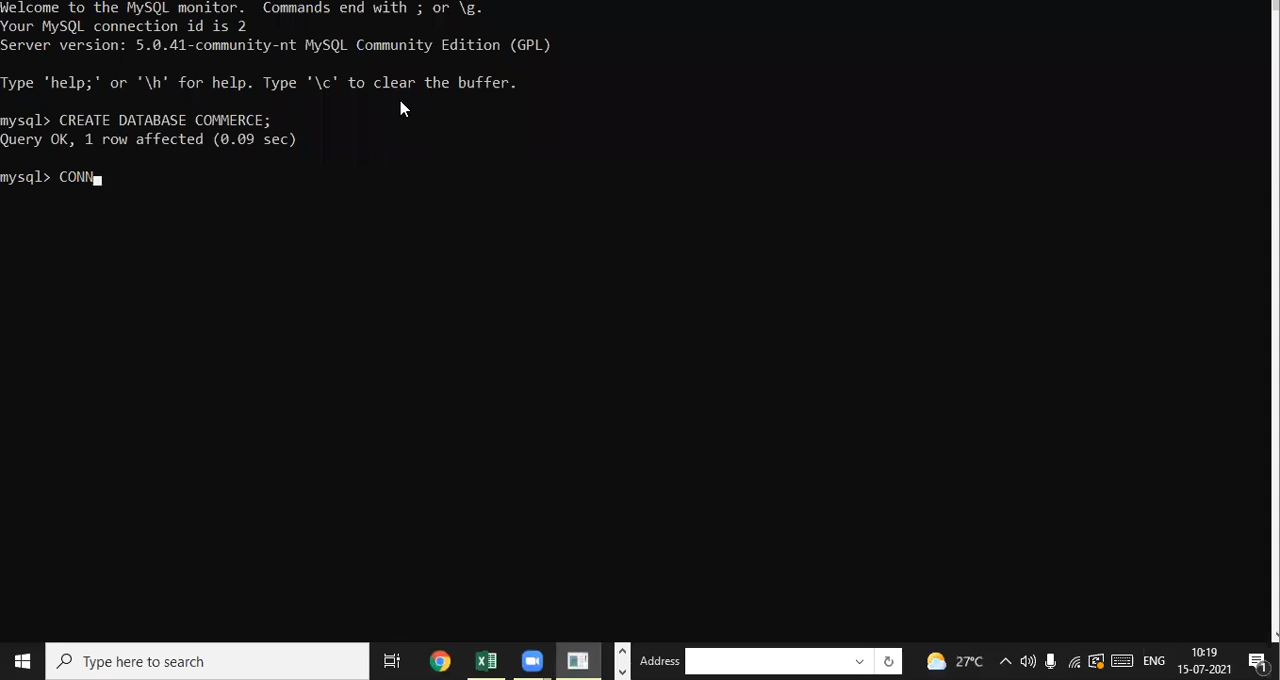 Welcome to the MySQL monitor.  Commands end with ; or \g.
Your MySQL connection id is 2
Server version: 5.0.41-community-nt MySQL Community Edition (GPL)
Type 'help;' or '\h' for help. Type '\c' to clear the buffer.
mysql> CREATE DATABASE COMMERCE;
Query OK, 1 row affected (0.09 sec)
mysql> CONN
Type here to search
Address
27°C
ENG
10:19
15-07-2021
1